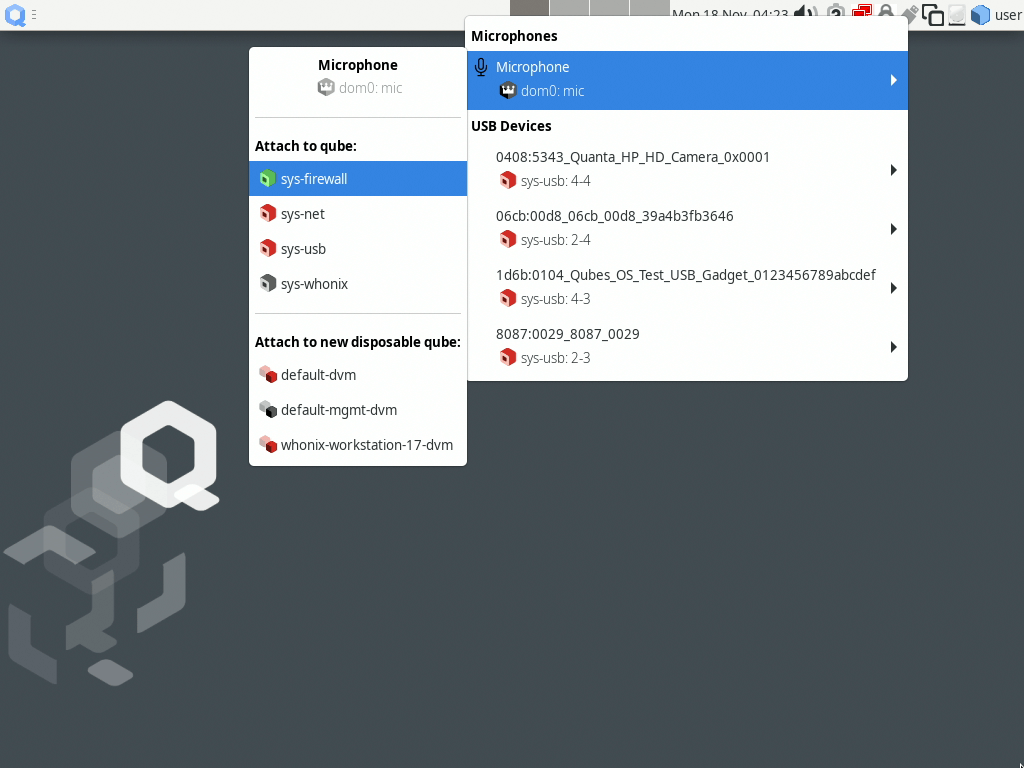 Mon 18 Nov, 04:23
user
Microphone
dom0: mic
Attach to qube:
sys-firewall
sys-net
sys-usb
sys-whonix
Attach to new disposable qube:
default-dvm
default-mgmt-dvm
whonix-workstation-17-dvm
Microphones
Microphone
dom0: mic
USB Devices
0408:5343_Quanta_HP_HD_Camera_0x0001
sys-usb: 4-4
06cb:00d8_06cb_00d8_39a4b3fb3646
sys-usb: 2-4
1d6b:0104_Qubes_OS_Test_USB_Gadget_0123456789abcdef
sys-usb: 4-3
8087:0029_8087_0029
sys-usb: 2-3